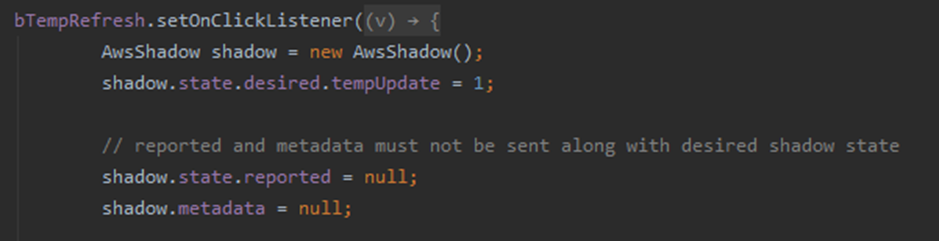 bTempRefresh.setOnClickListener((v) → {
AwsShadow shadow = new AwsShadow();
shadow.state.desired.tempUpdate = 1;
// reported and metadata must not be sent along with desired shadow state
shadow.state.reported = null;
shadow.metadata = null;